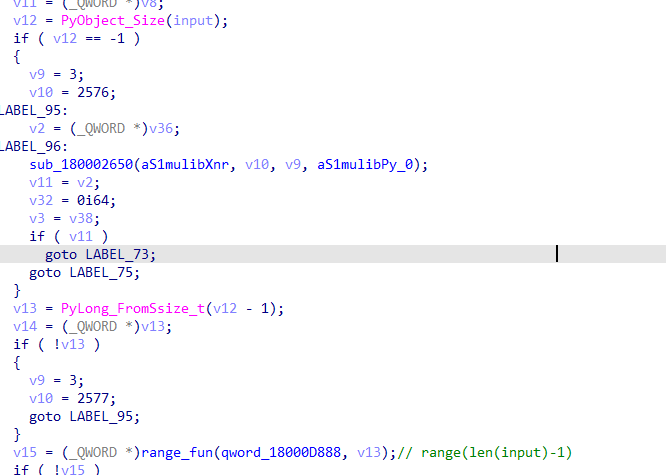 v11 = (_QWORD *)v8;
v12 = PyObject_Size(input);
if ( v12 == -1 )
{
v9 = 3;
v10 = 2576;
LABEL_95:
v2 = (_QWORD *)v36;
LABEL_96:
sub_180002650(aS1mulibXnr, v10, v9, aS1mulibPy_0);
v11 = v2;
v32 = 0i64;
v3 = v38;
if ( v11 )
goto LABEL_73;
goto LABEL_75;
}
v13 = PyLong_FromSsize_t(v12 - 1);
v14 = (_QWORD *)v13;
if ( !v13 )
{
v9 = 3;
v10 = 2577;
goto LABEL_95;
}
v15 = (_QWORD *)range_fun(qword_18000D888, v13);// range(len(input)-1)
if ( !v15 )